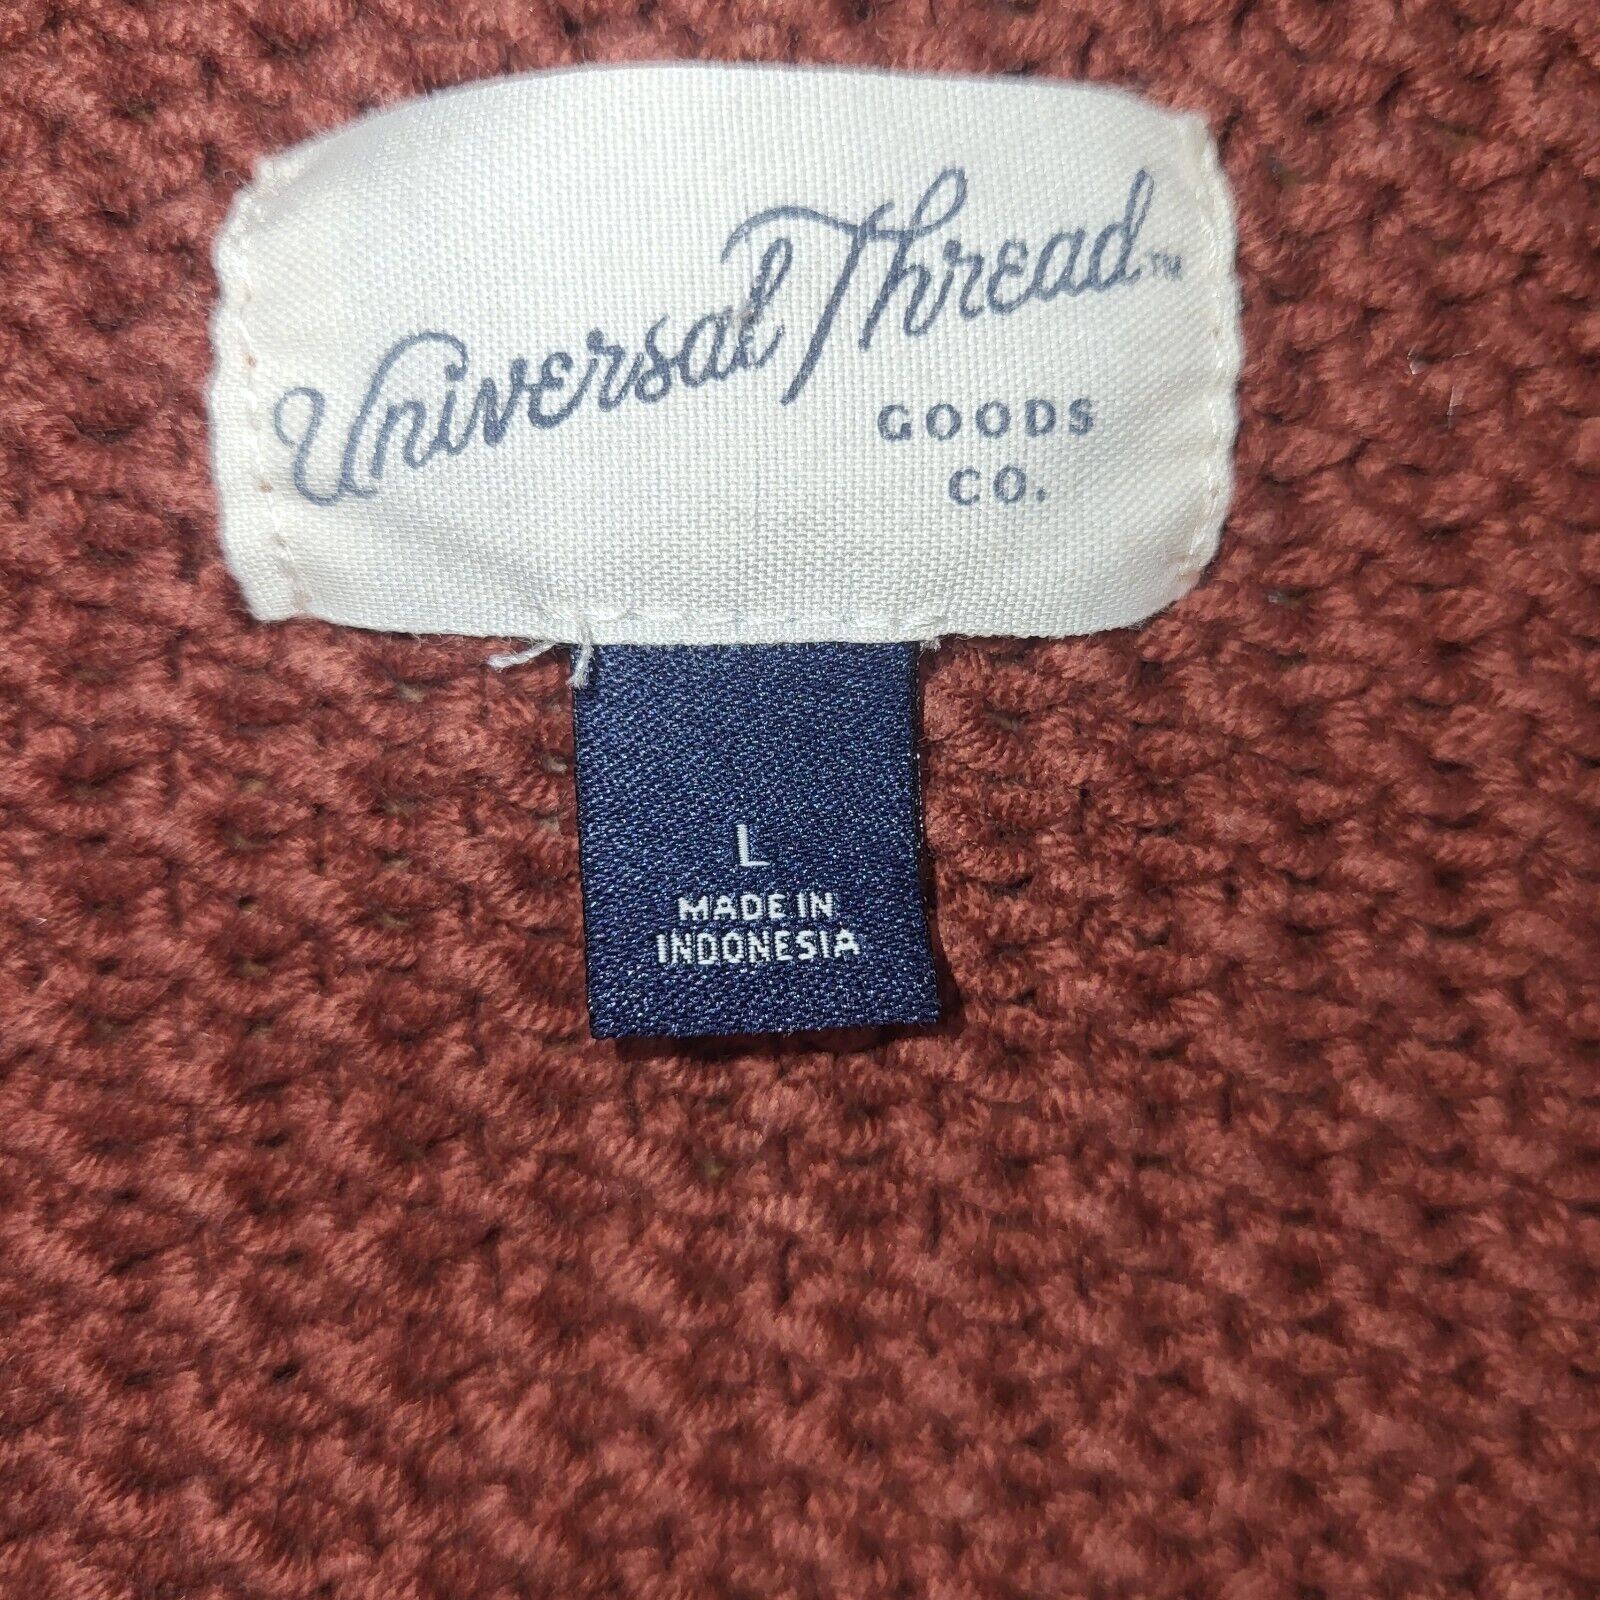 Universal Thread™
GOODS
CO.
L
MADE IN
INDONESIA